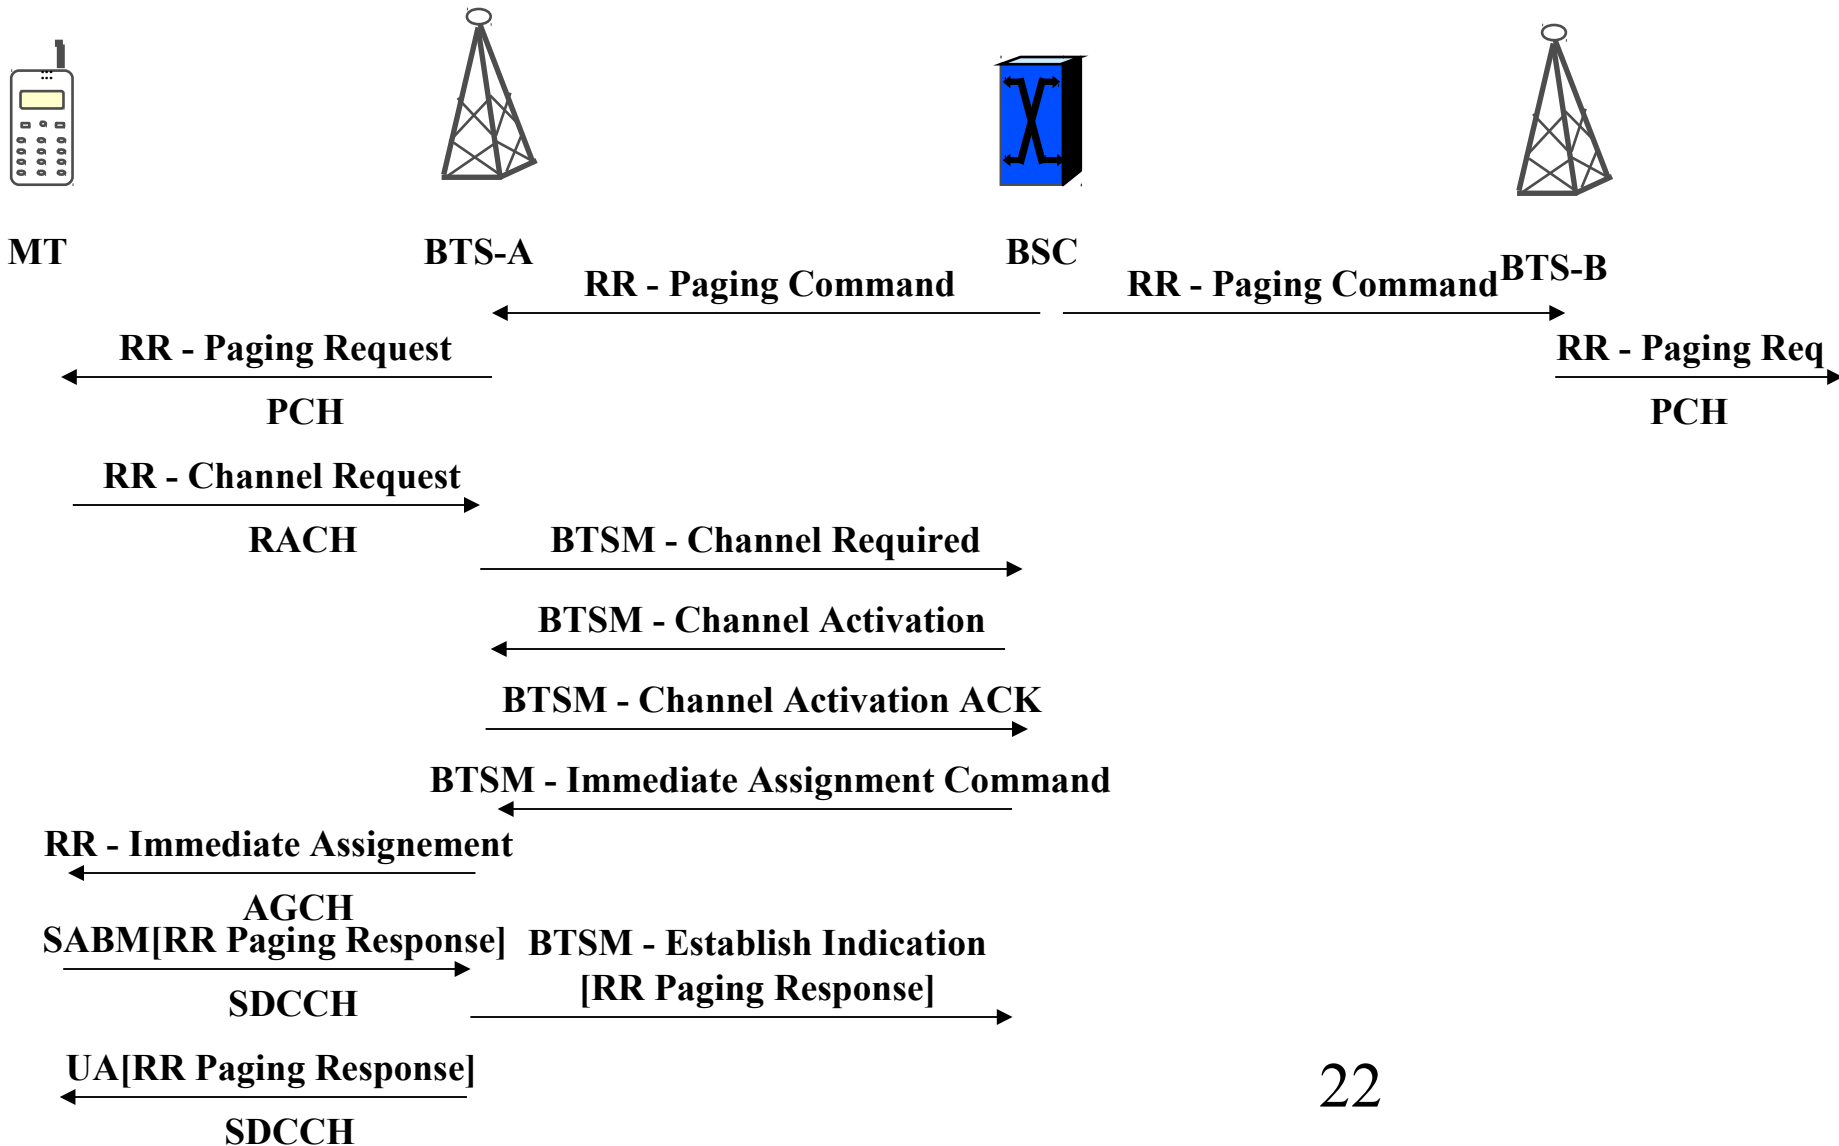 MT
BTS-A
BSC
BTS-B
RR - Paging Command
RR - Paging Command
RR - Paging Request
RR - Paging Req
PCH
PCH
RR - Channel Request
RACH
BTSM - Channel Required
BTSM - Channel Activation
BTSM - Channel Activation ACK
BTSM - Immediate Assignment Command
RR - Immediate Assignement
AGCH
SABM[RR Paging Response]
BTSM - Establish Indication
[RR Paging Response]
SDCCH
UA[RR Paging Response]
SDCCH
22